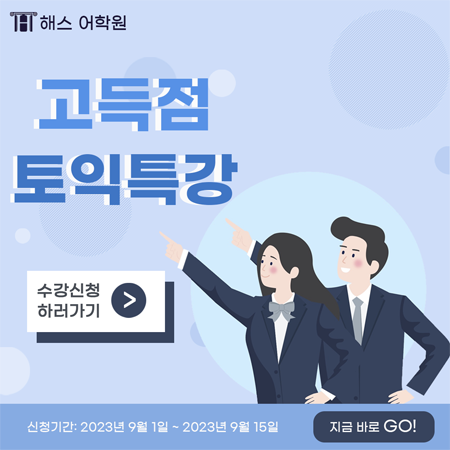 해스 어학원
고득점
토익특강
수강신청
하러가기
>
신청기간: 2023년 9월 1일 ~ 2023년 9월 15일
지금 바로 GO!